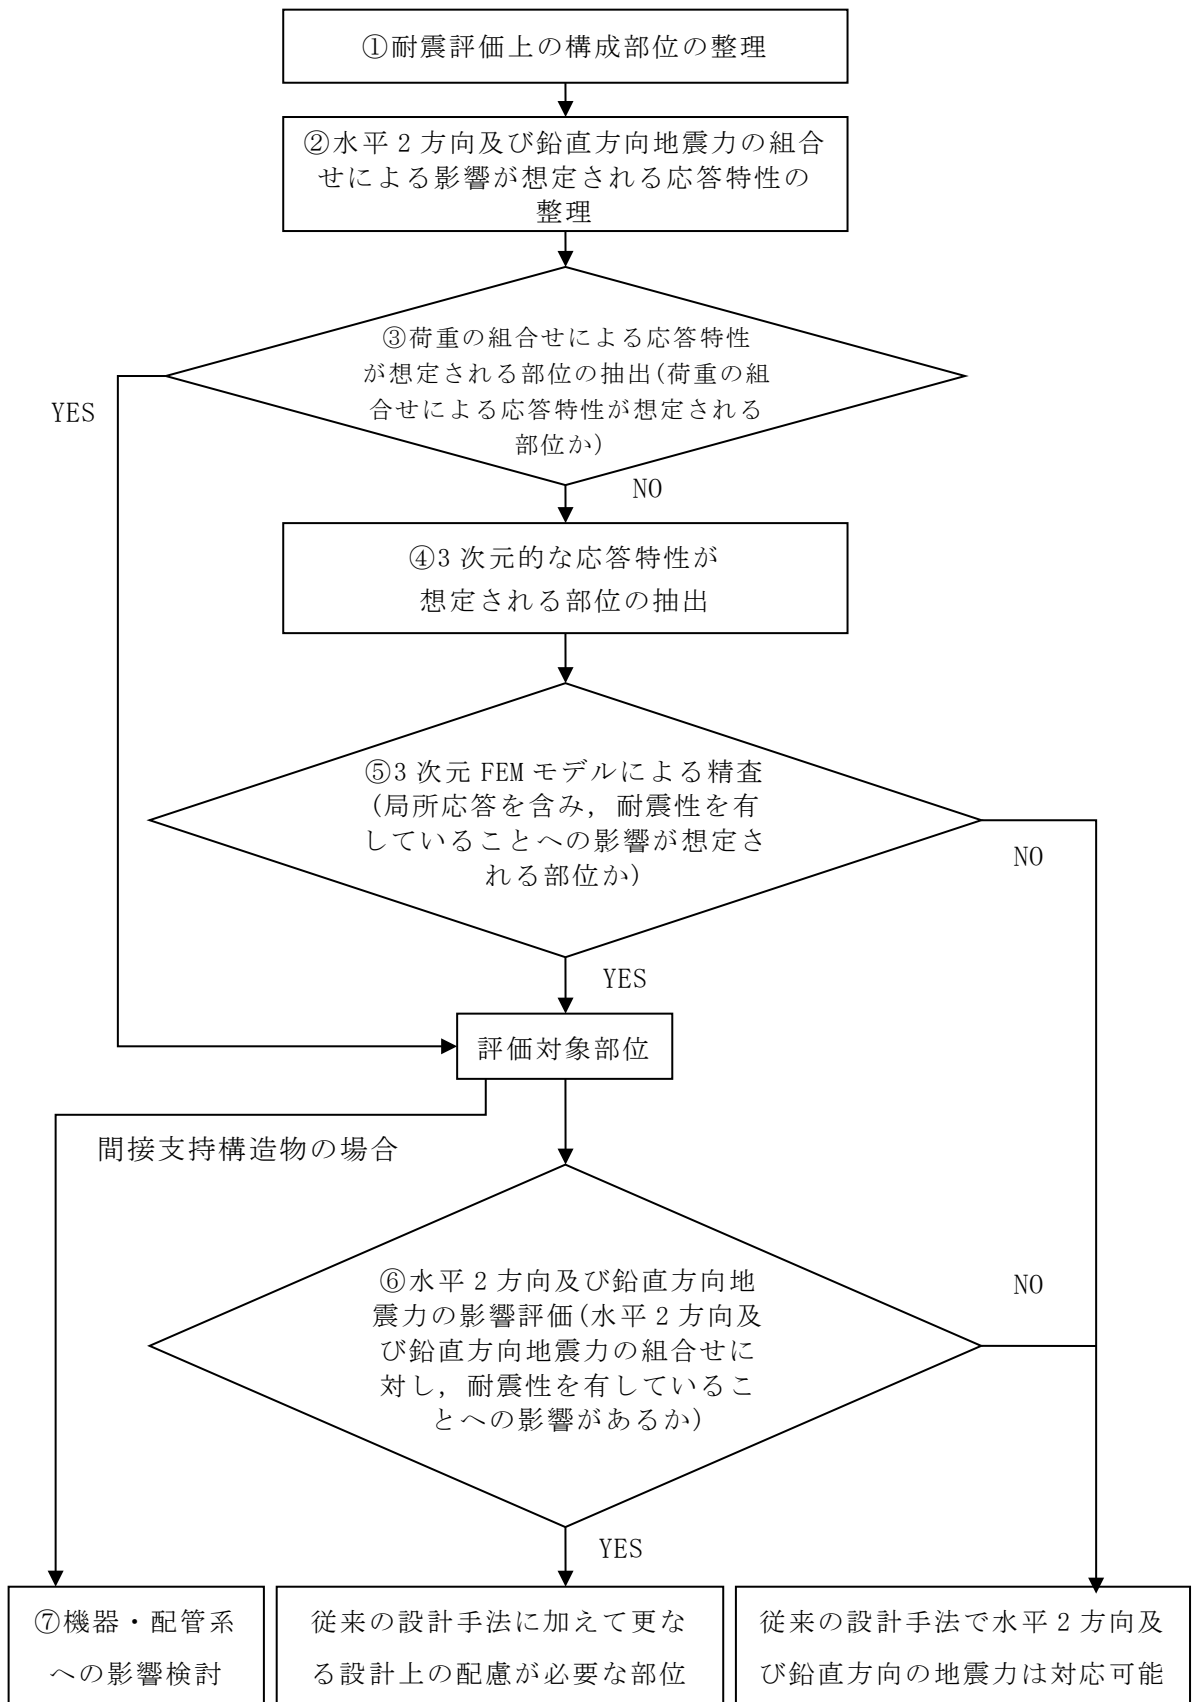 ①耐震評価上の構成部位の整理
②水平 2 方向及び鉛直方向地震力の組合
せによる影響が想定される応答特性の
整理
③荷重の組合せによる応答特性
が想定される部位の抽出(荷重の組
合せによる応答特性が想定される
部位か)
YES
NO
④3 次元的な応答特性が
想定される部位の抽出
⑤3 次元 FEM モデルによる精査
(局所応答を含み，耐震性を有
していることへの影響が想定さ
れる部位か)
NO
YES
評価対象部位
間接支持構造物の場合
⑥水平 2 方向及び鉛直方向地
震力の影響評価(水平 2 方向及
び鉛直方向地震力の組合せに
対し，耐震性を有しているこ
とへの影響があるか)
NO
YES
⑦機器・配管系
への影響検討
従来の設計手法に加えて更な
る設計上の配慮が必要な部位
従来の設計手法で水平 2 方向及
び鉛直方向の地震力は対応可能